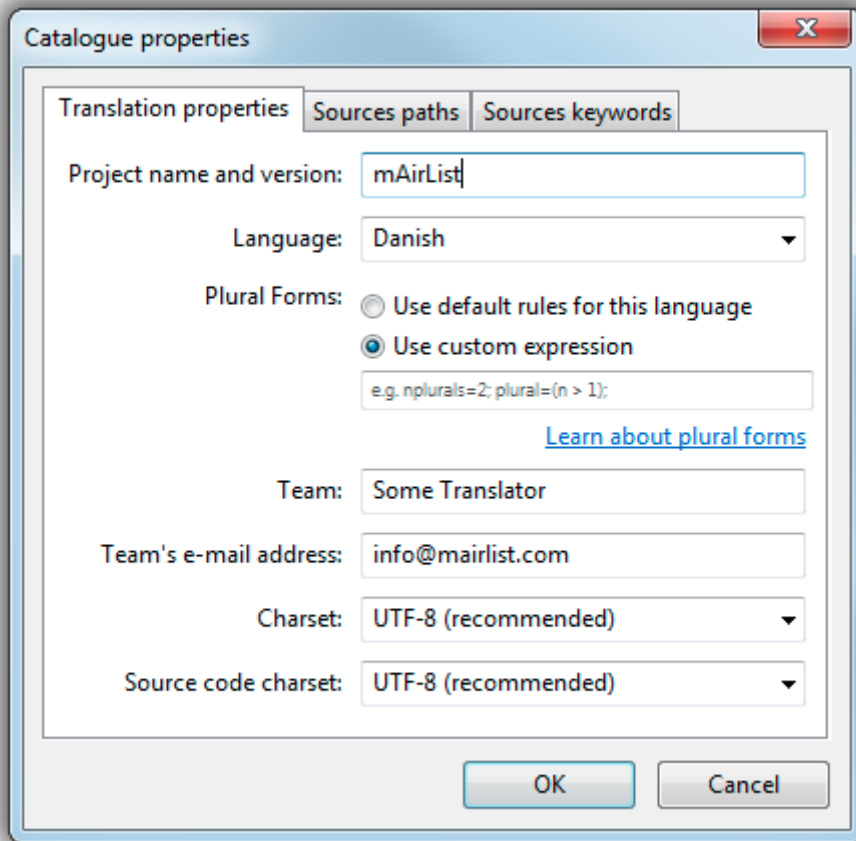 Catalogue properties
Translation properties Sources paths Sources keywords
Project name and version: mAirList
Language: Danish
Plural Forms: Use default rules for this language
Use custom expression
e.g. nplurals=2; plural=(n > 1);
Learn about plural forms
Team: Some Translator
Team's e-mail address: info@mairlist.com
Charset: UTF-8 (recommended)
Source code charset: UTF-8 (recommended)
OK Cancel